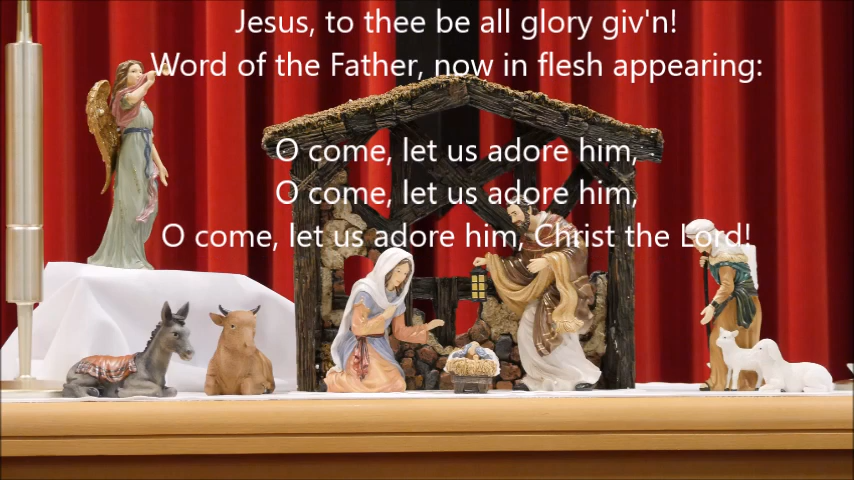 Jesus, to thee be all glory giv'n!
Word of the Father, now in flesh appearing:
O come, let us adore him,
O come, let us adore him,
O come, let us adore him, Christ the Lord!